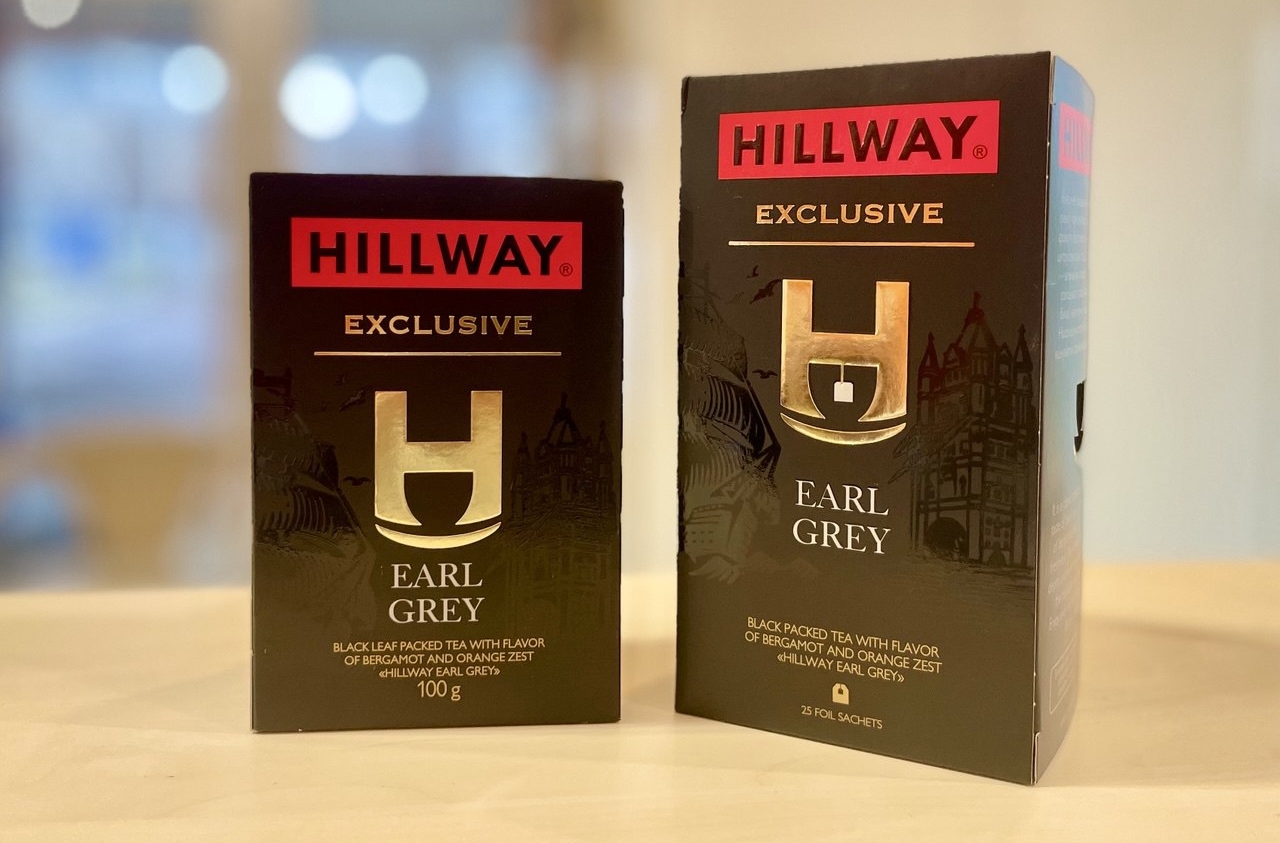 HILLWAY®
EXCLUSIVE
EARL
GREY
BLACK LEAF PACKED TEA WITH FLAVOR
OF BERGAMOT AND ORANGE ZEST
«HILLWAY EARL GREY»
100 g
HILLWAY®
EXCLUSIVE
EARL
GREY
BLACK PACKED TEA WITH FLAVOR
OF BERGAMOT AND ORANGE ZEST
«HILLWAY EARL GREY»
25 FOIL SACHETS